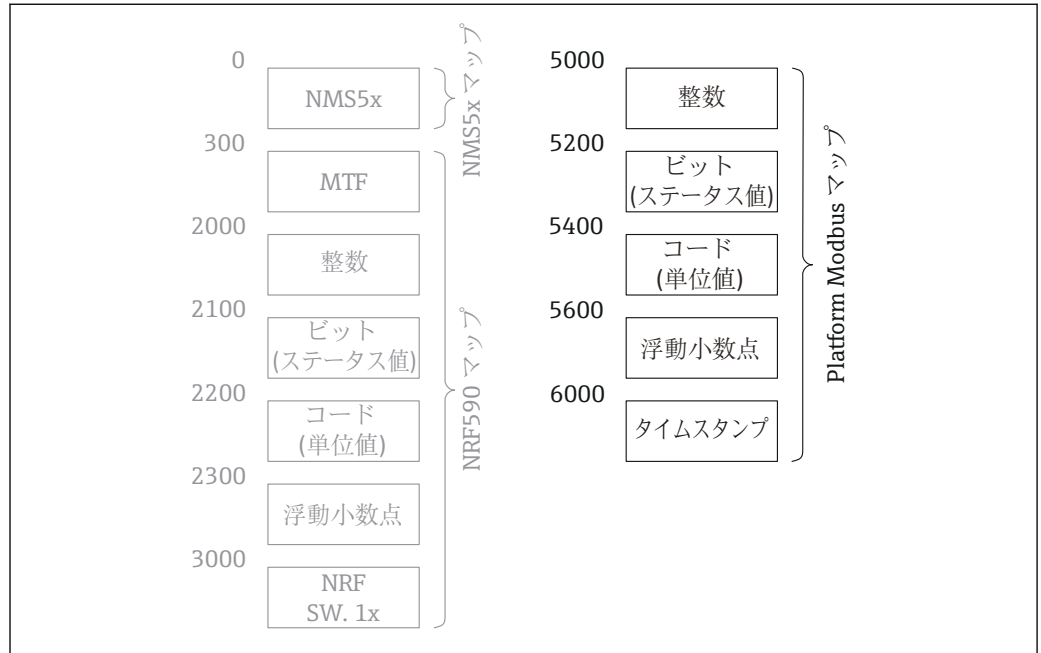 0
NMS5x
NMS5x マップ
300
MTF
2000
整数
2100
ビット
(ステータス値)
2200
コード
(単位値)
2300
浮動小数点
3000
NRF
SW. 1x
NRF590 マップ
5000
整数
5200
ビット
(ステータス値)
5400
コード
(単位値)
5600
浮動小数点
6000
タイムスタンプ
Platform Modbus マップ